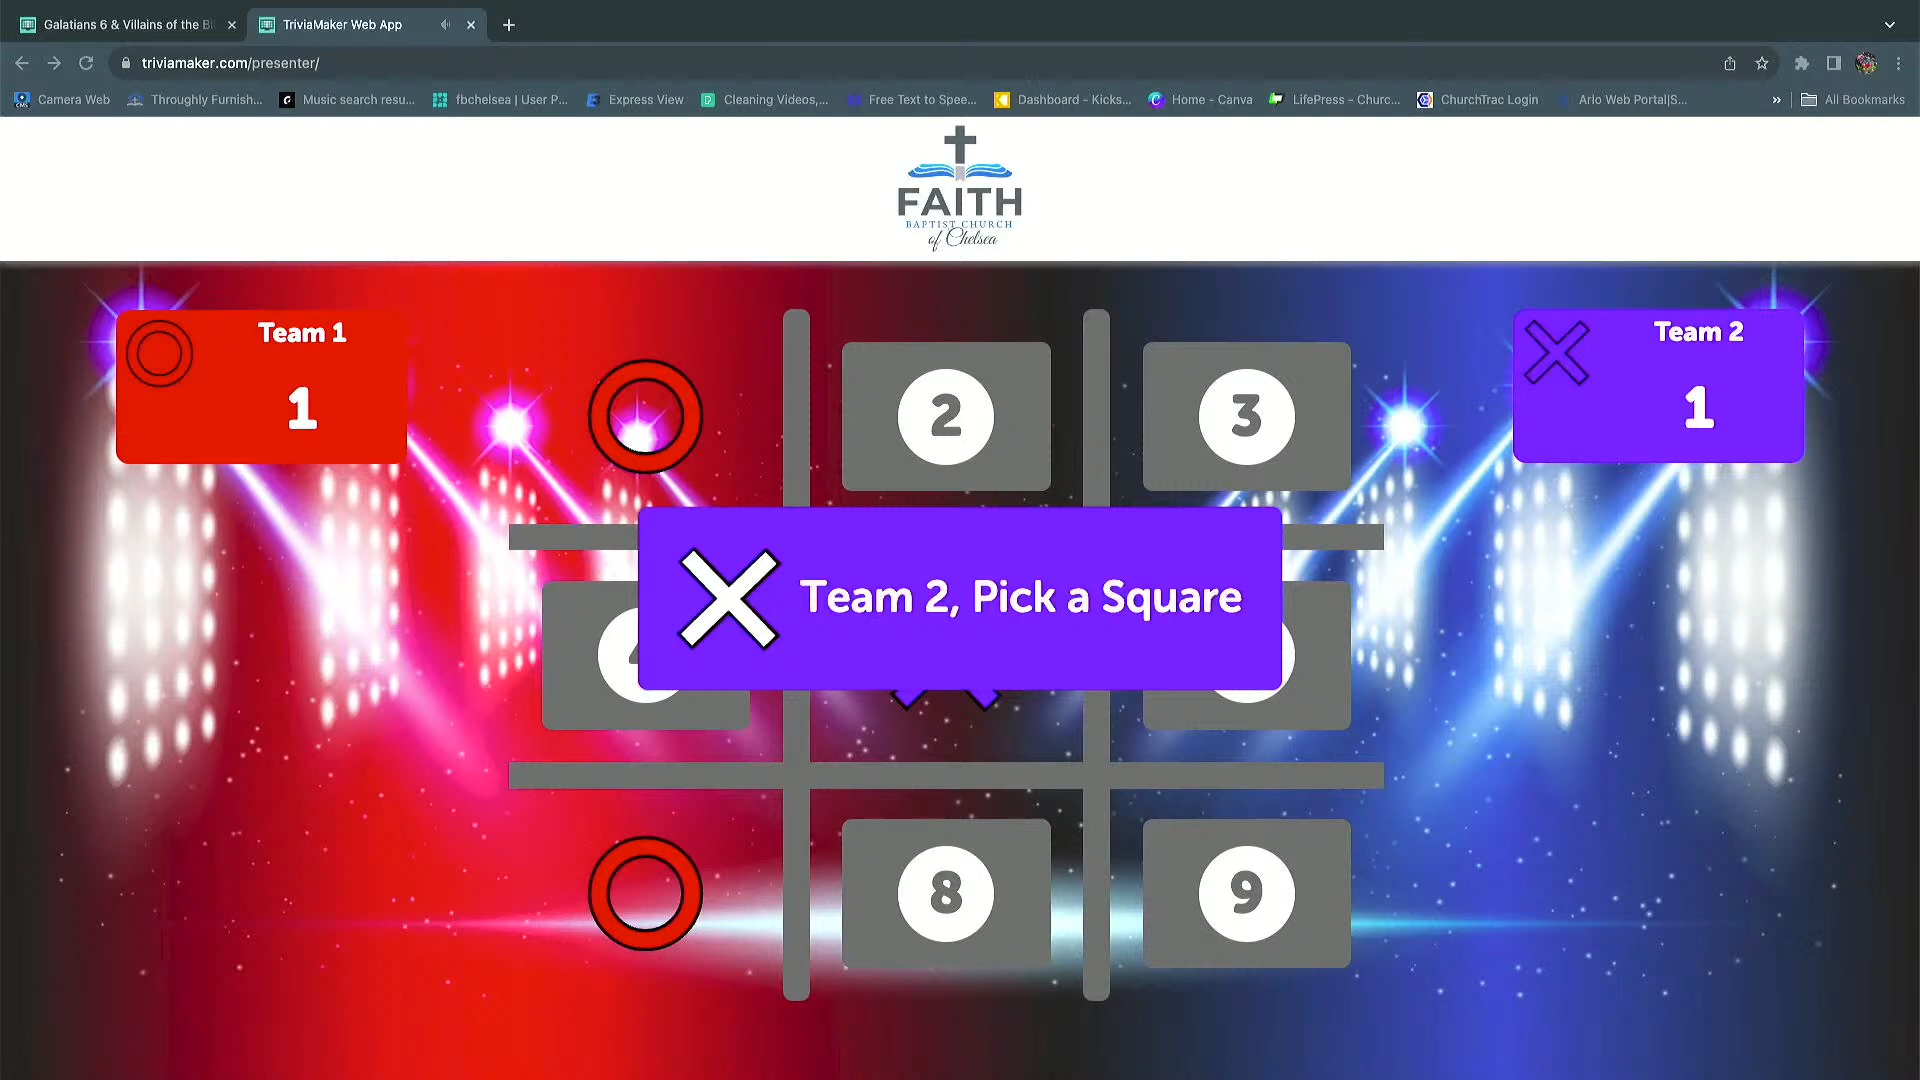 Galatians 6 & Villains of the Bi
TriviaMaker Web App
triviamaker.com/presenter/
Camera Web
Throughly Furnish...
Music search resu...
fbchelsea | User P...
Express View
Cleaning Videos,...
Free Text to Spee...
Dashboard - Kicks...
Home - Canva
LifePress - Churc...
ChurchTrac Login
Arlo Web Portal|S...
All Bookmarks
FAITH
BAPTIST CHURCH
of Chelsea
Team 1
1
Team 2
1
2
3
Team 2, Pick a Square
8
9